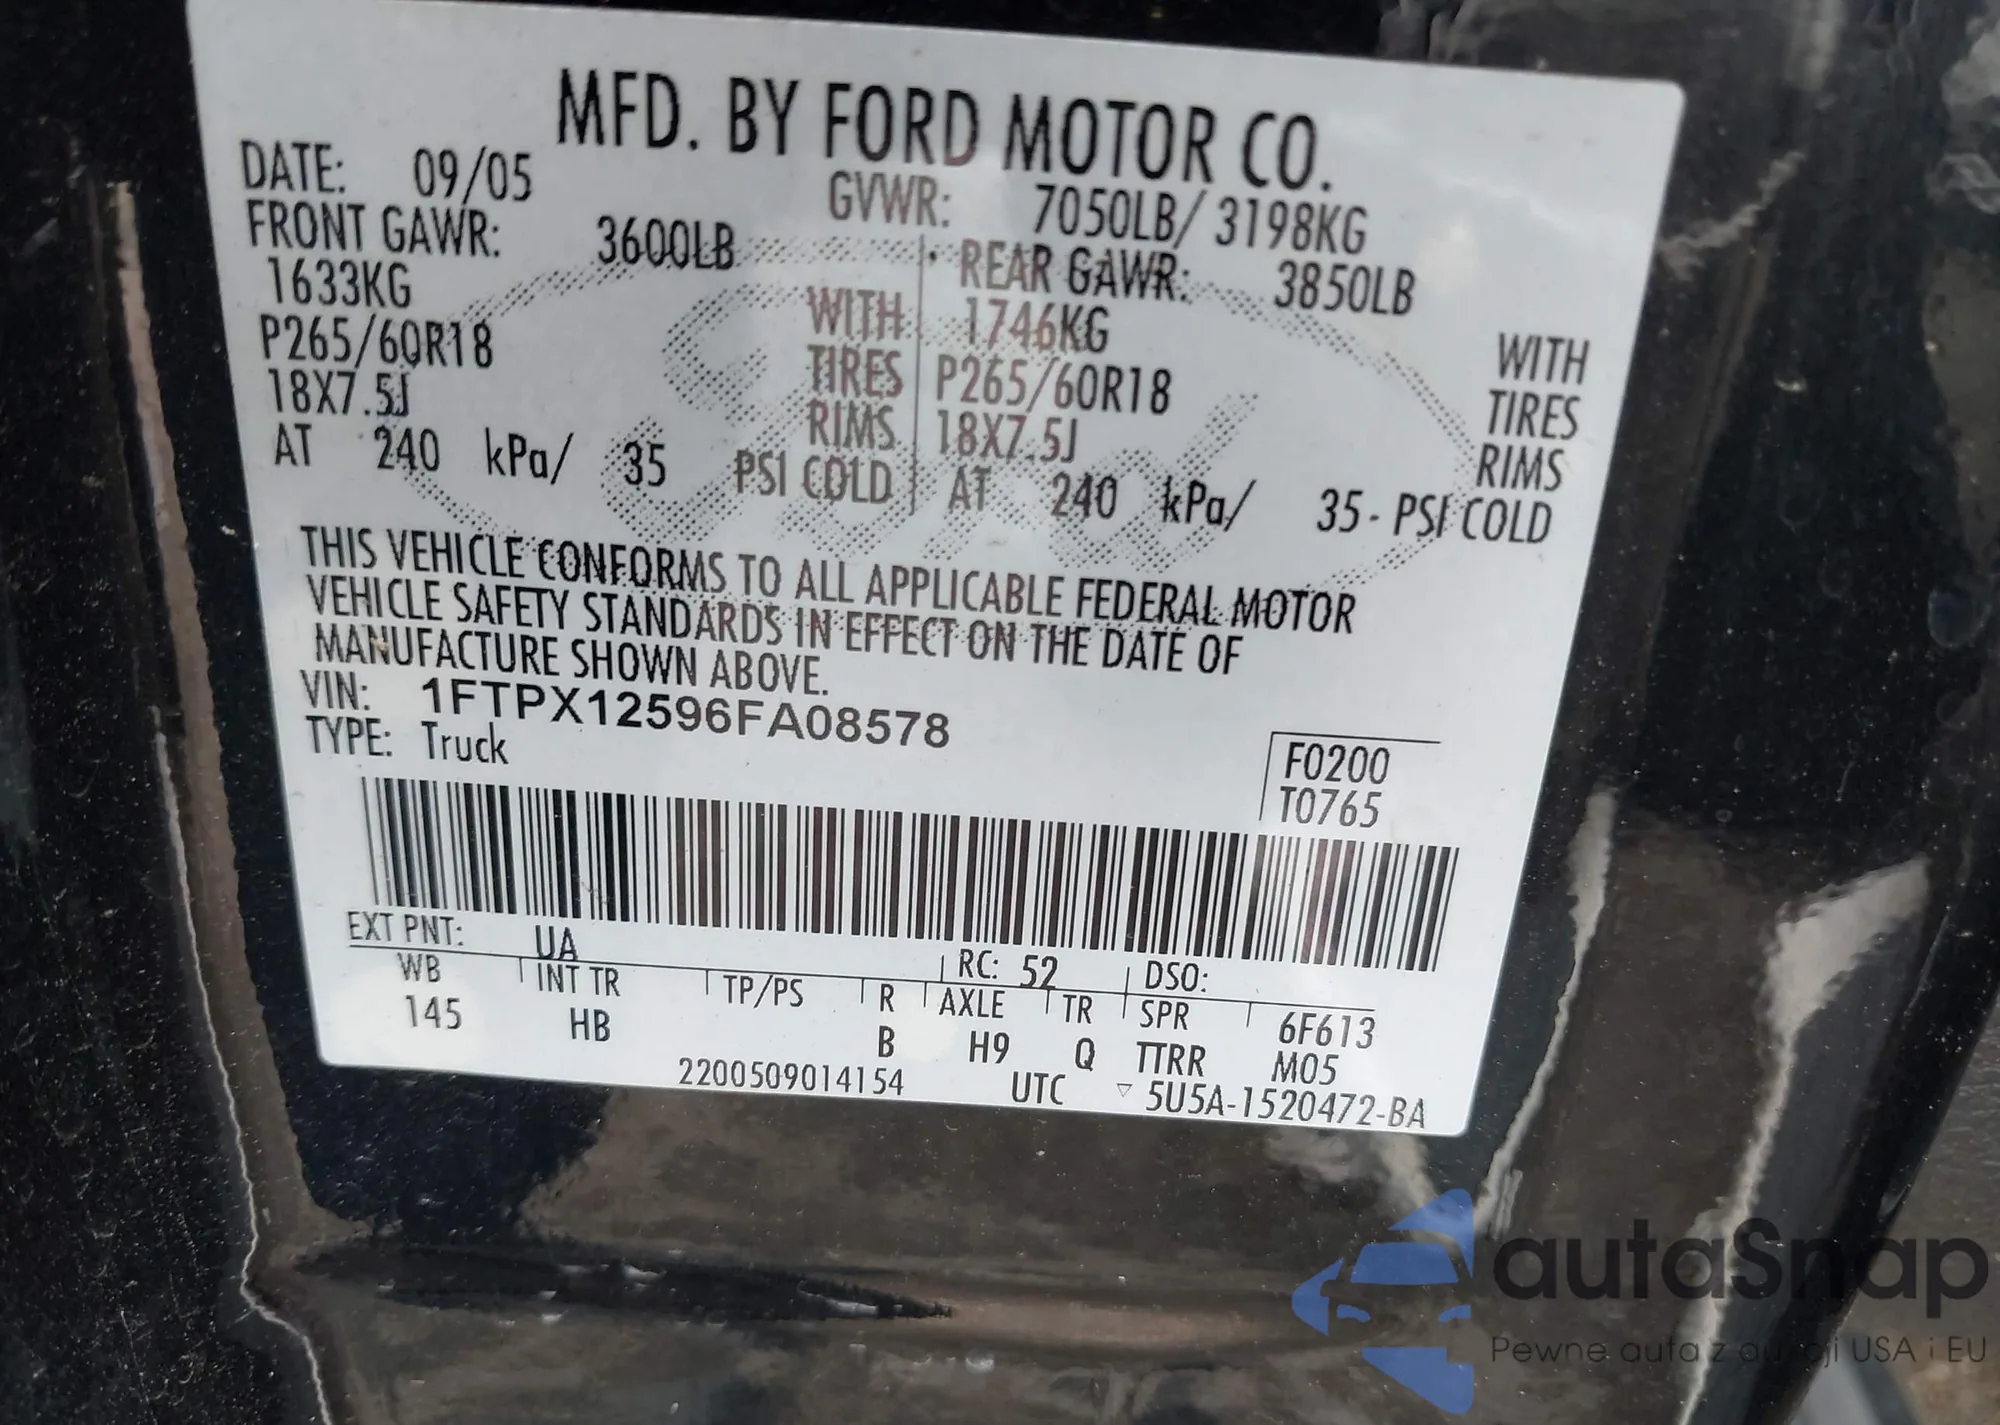 MFD. BY FORD MOTOR CO.
DATE: 09/05 GVWR: 7050LB/ 3198KG
FRONT GAWR: 3600LB REAR GAWR: 3850LB
1633KG WITH 1746KG WITH
P265/60R18 TIRES P265/60R18 TIRES
18X7.5J RIMS 18X7.5J RIMS
AT 240 kPa/ 35 PSI COLD AT 240 kPa/ 35 PSI COLD
THIS VEHICLE CONFORMS TO ALL APPLICABLE FEDERAL MOTOR
VEHICLE SAFETY STANDARDS IN EFFECT ON THE DATE OF
MANUFACTURE SHOWN ABOVE.
VIN: 1FTPX12596FA08578
TYPE: Truck
F0200
T0765
EXT PNT: UA RC: 52 DSO:
WB INT TR TP/PS R AXLE TR SPR 6F613
145 HB B H9 Q TTRR M05
2200509014154 UTC ▽ 5U5A-1520472-BA
autaSnap
Pewne auta z aukcji USA i EU